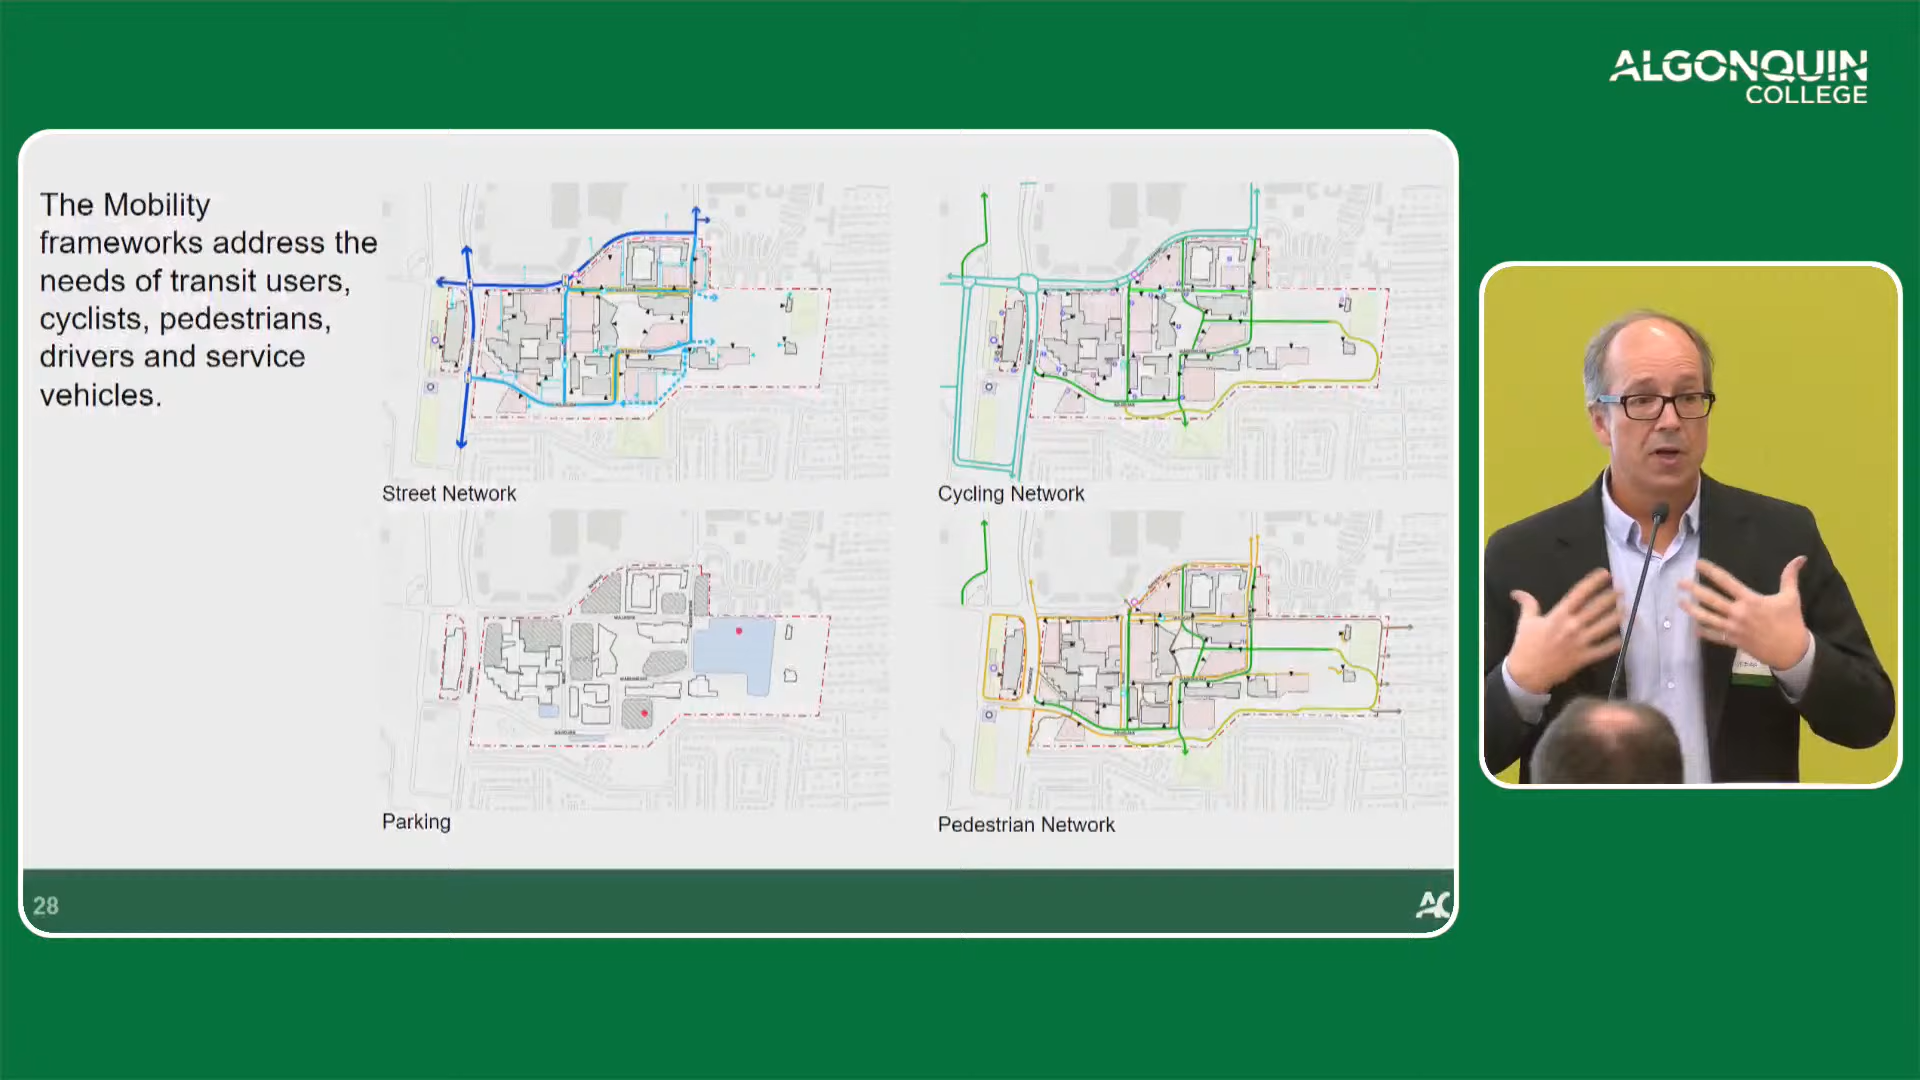 ALGONQUIN
COLLEGE
The Mobility
frameworks address the
needs of transit users,
cyclists, pedestrians,
drivers and service
vehicles.
Street Network
Cycling Network
Parking
Pedestrian Network
28
AC